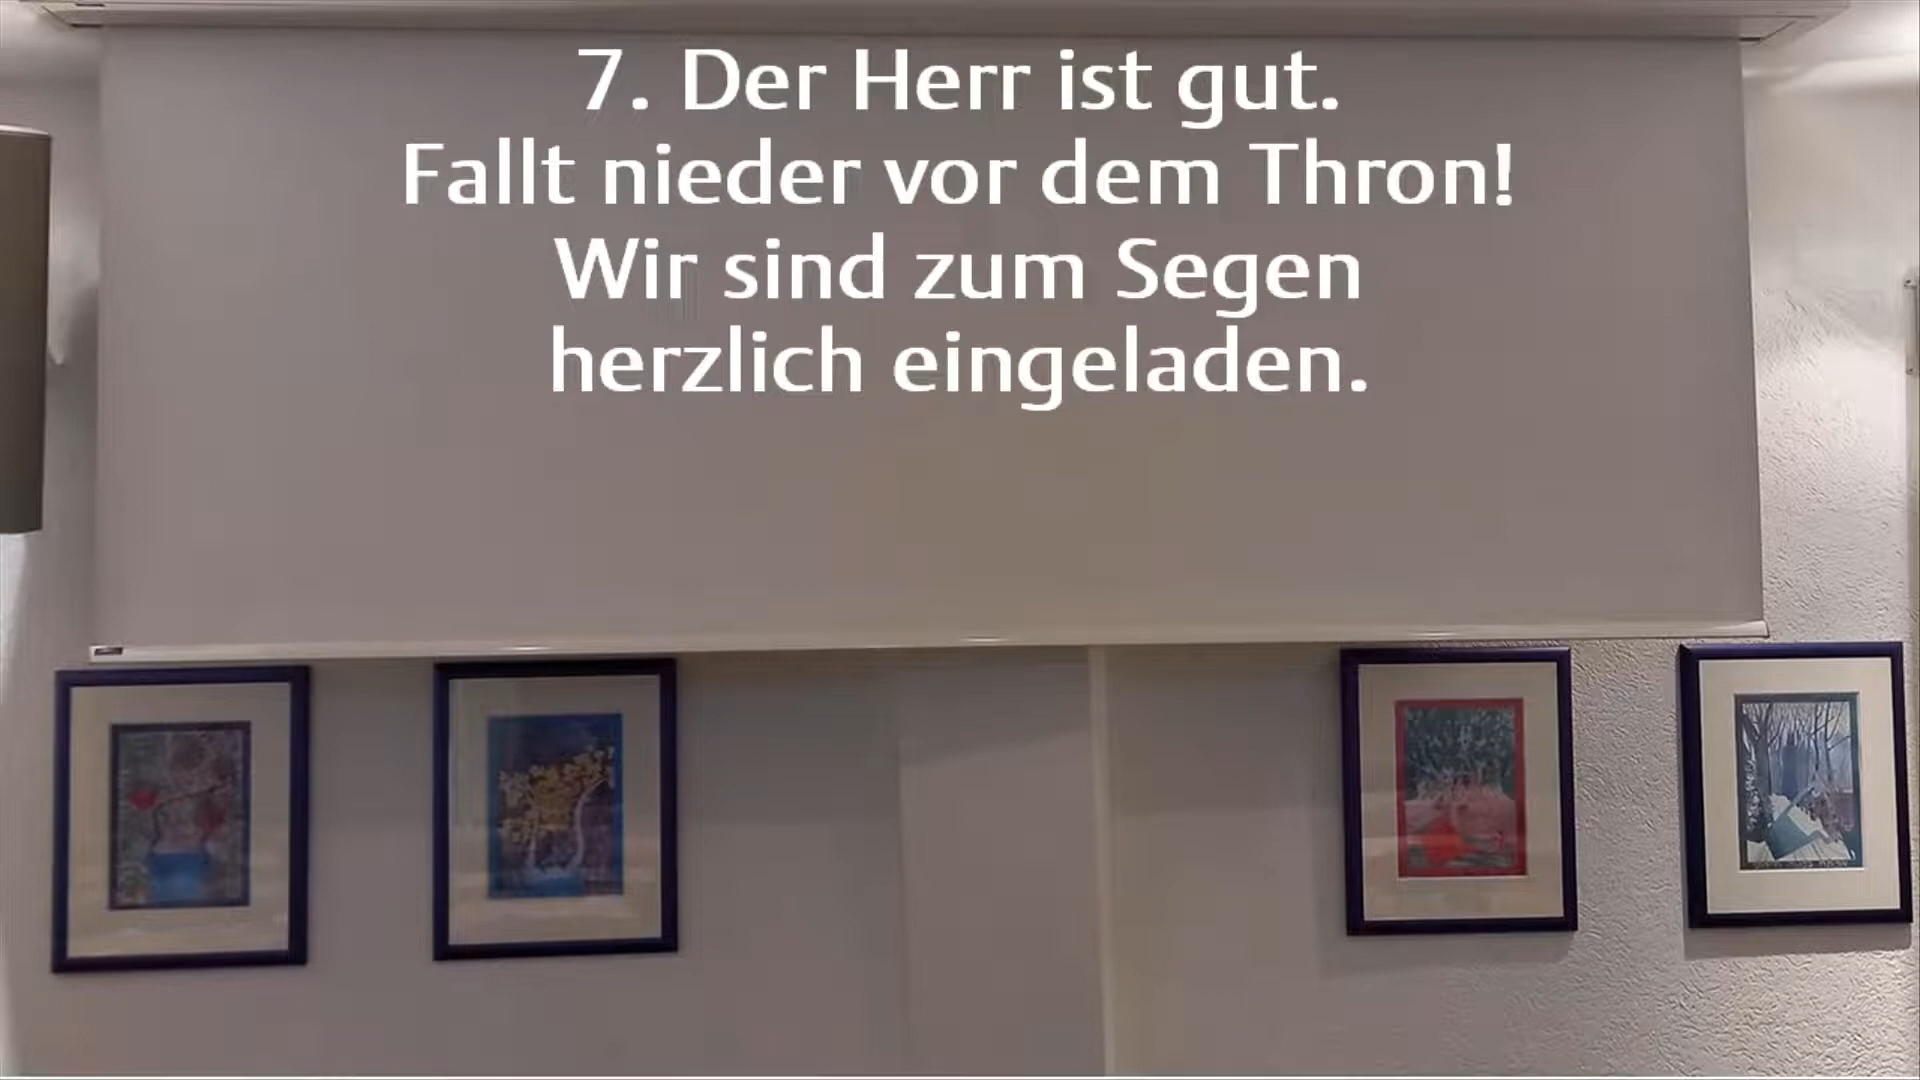 7. Der Herr ist gut.
Fallt nieder vor dem Thron!
Wir sind zum Segen
herzlich eingeladen.